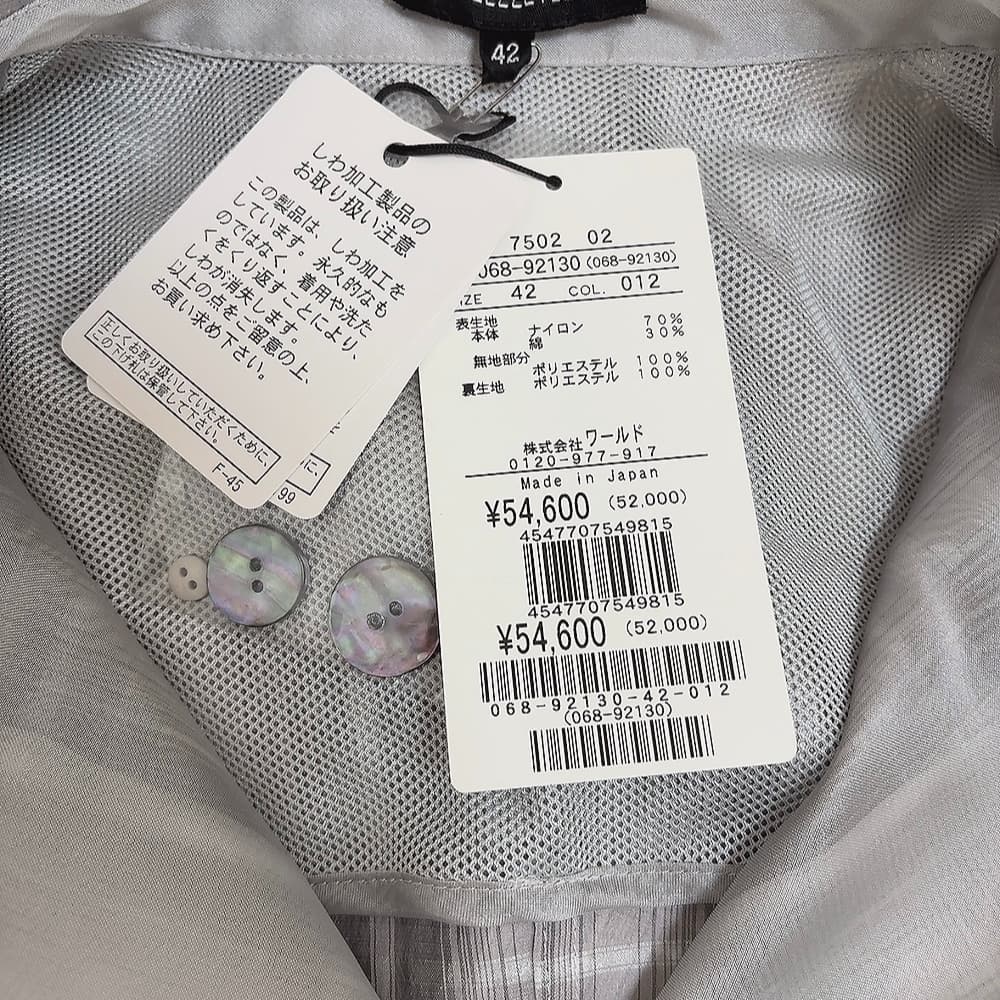 42
しわ加工製品の
お取り扱い注意
この製品は、しわ加工を
しています。永久的なも
のではなく、着用や洗た
くをくり返すことにより、
しわが消失します。
以上の点をご留意の上、
お買い求め下さい。
正しくお取り扱いしていただくために、
この下げ札は保管して下さい。
F-45
に、
99
7502 02
068-92130 (068-92130)
IZE 42 COL. 012
表生地
本体 ナイロン 70%
綿 30%
無地部分
ポリエステル 100%
裏生地 ポリエステル 100%
株式会社ワールド
0120-977-917
Made in Japan
¥54,600 (52,000)
4547707549815
4547707549815
¥54,600 (52,000)
068-92130-42-012
(068-92130)